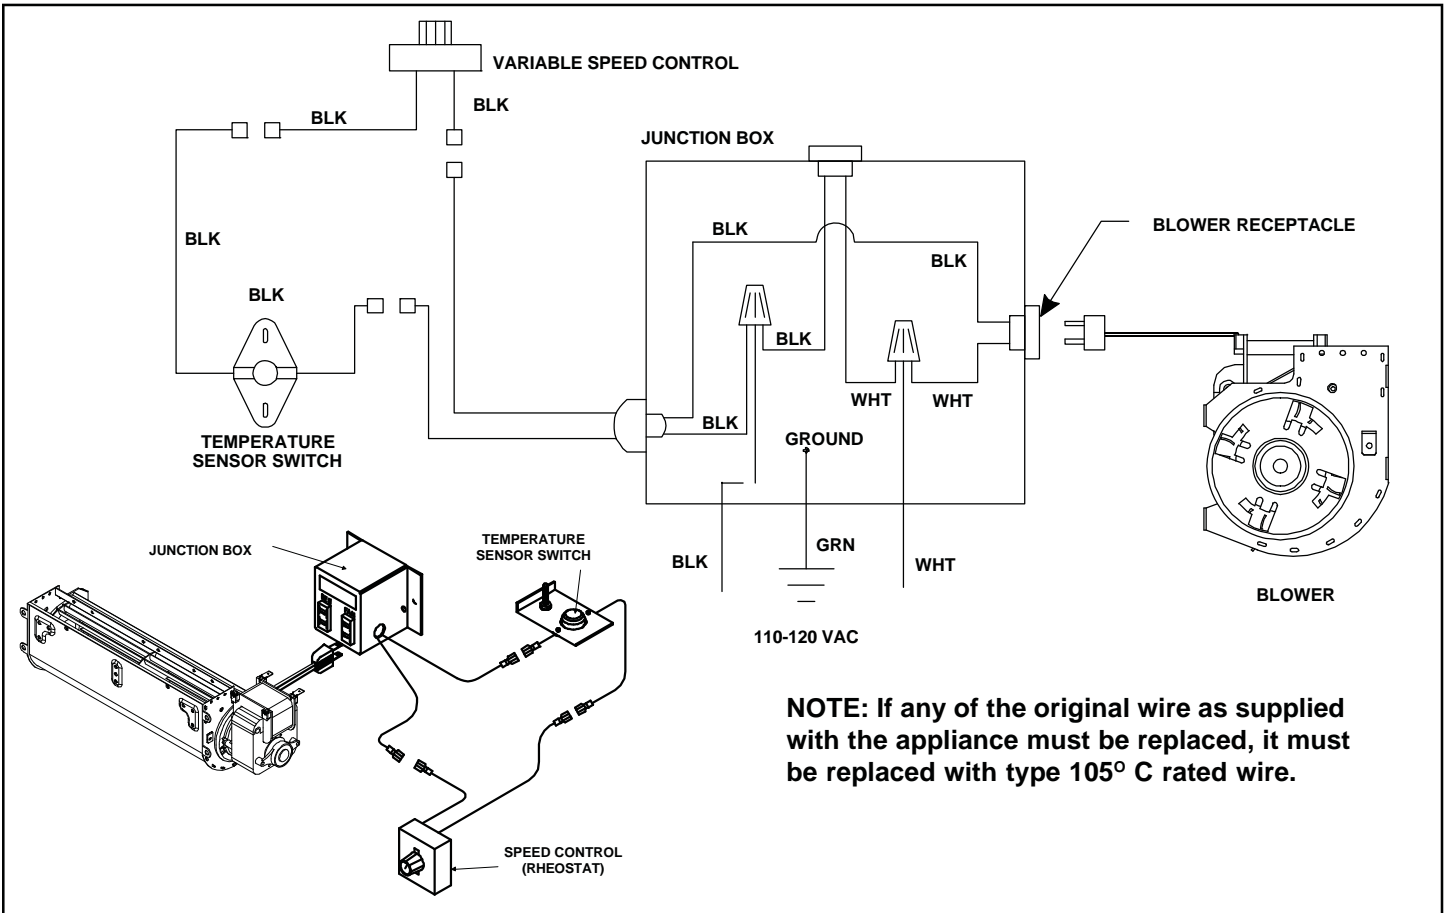 VARIABLE SPEED CONTROL
BLK
BLK
JUNCTION BOX
BLK
BLK
BLOWER RECEPTACLE
BLK
BLK
BLK
WHT
WHT
BLK
GROUND
TEMPERATURE
SENSOR SWITCH
BLK
GRN
WHT
110-120 VAC
BLOWER
JUNCTION BOX
TEMPERATURE
SENSOR SWITCH
SPEED CONTROL
(RHEOSTAT)
NOTE: If any of the original wire as supplied
with the appliance must be replaced, it must
be replaced with type 105° C rated wire.